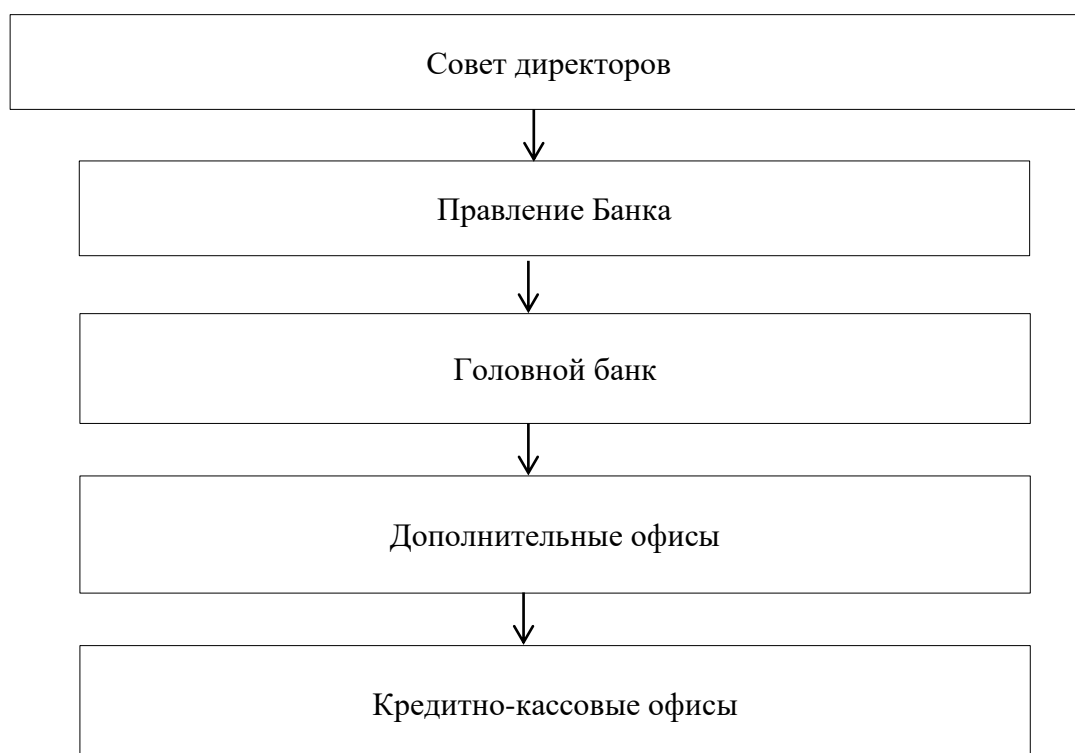 Совет директоров
Правление Банка
Головной банк
Дополнительные офисы
Кредитно-кассовые офисы